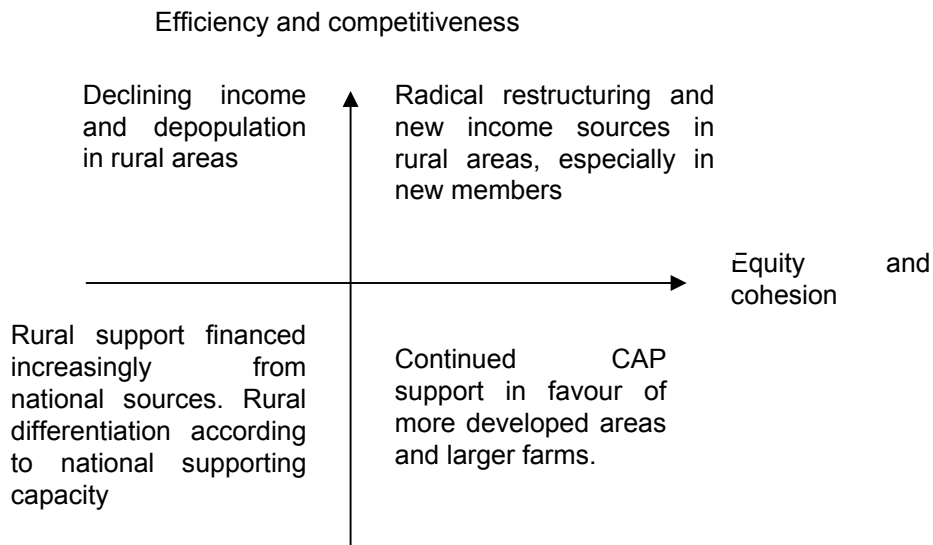 Efficiency and competitiveness
Declining income
and depopulation
in rural areas
Radical restructuring and
new income sources in
rural areas, especially in
new members
Equity and
cohesion
Rural support financed
increasingly from
national sources. Rural
differentiation according
to national supporting
capacity
Continued CAP
support in favour of
more developed areas
and larger farms.